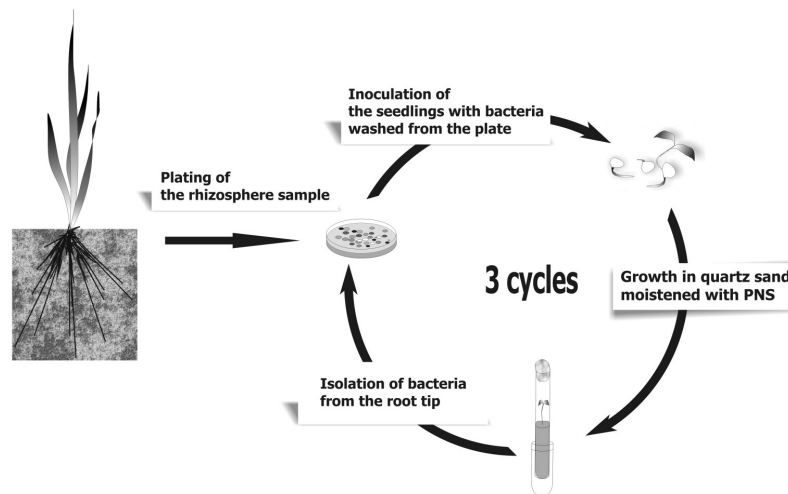 Inoculation of
the seedlings with bacteria
washed from the plate
Plating of
the rhizosphere sample
3 cycles
Growth in quartz sand
moistened with PNS
Isolation of bacteria
from the root tip